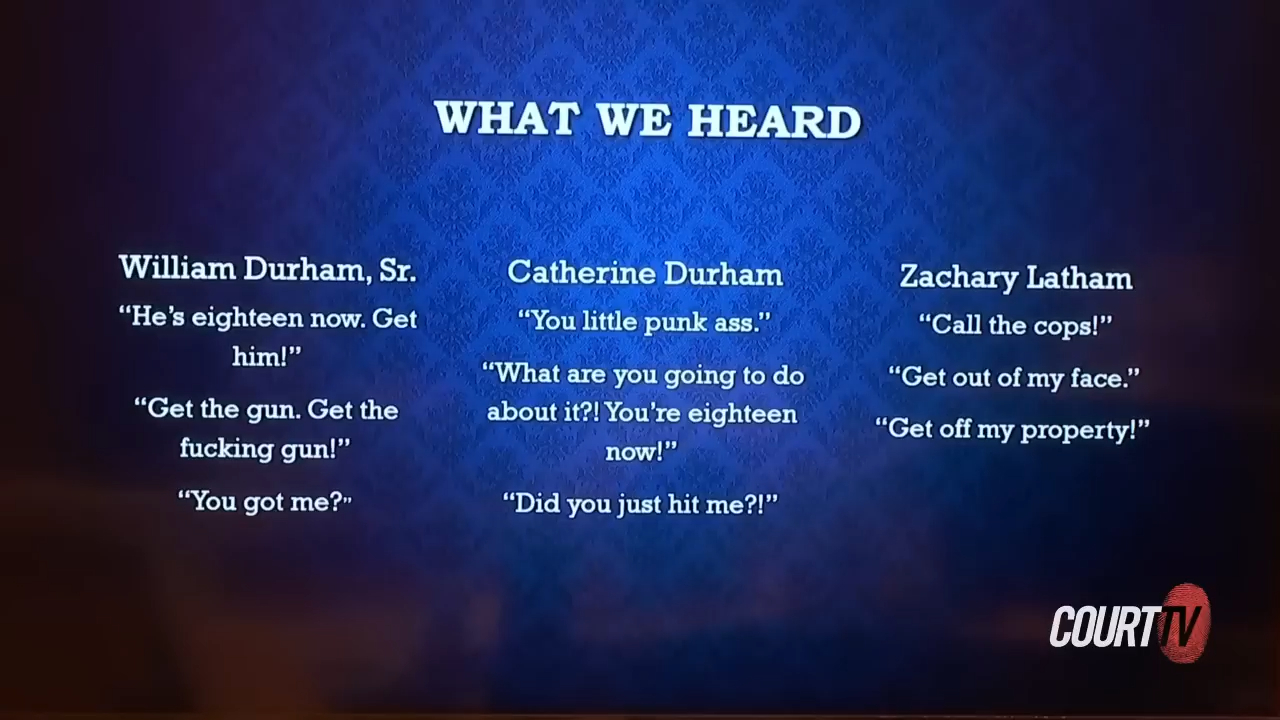 WHAT WE HEARD
William Durham, Sr.
“He’s eighteen now. Get
him!”
“Get the gun. Get the
fucking gun!”
“You got me?”
Catherine Durham
“You little punk ass.”
“What are you going to do
about it?! You’re eighteen
now!”
“Did you just hit me?!”
Zachary Latham
“Call the cops!”
“Get out of my face.”
“Get off my property!”
COURT TV